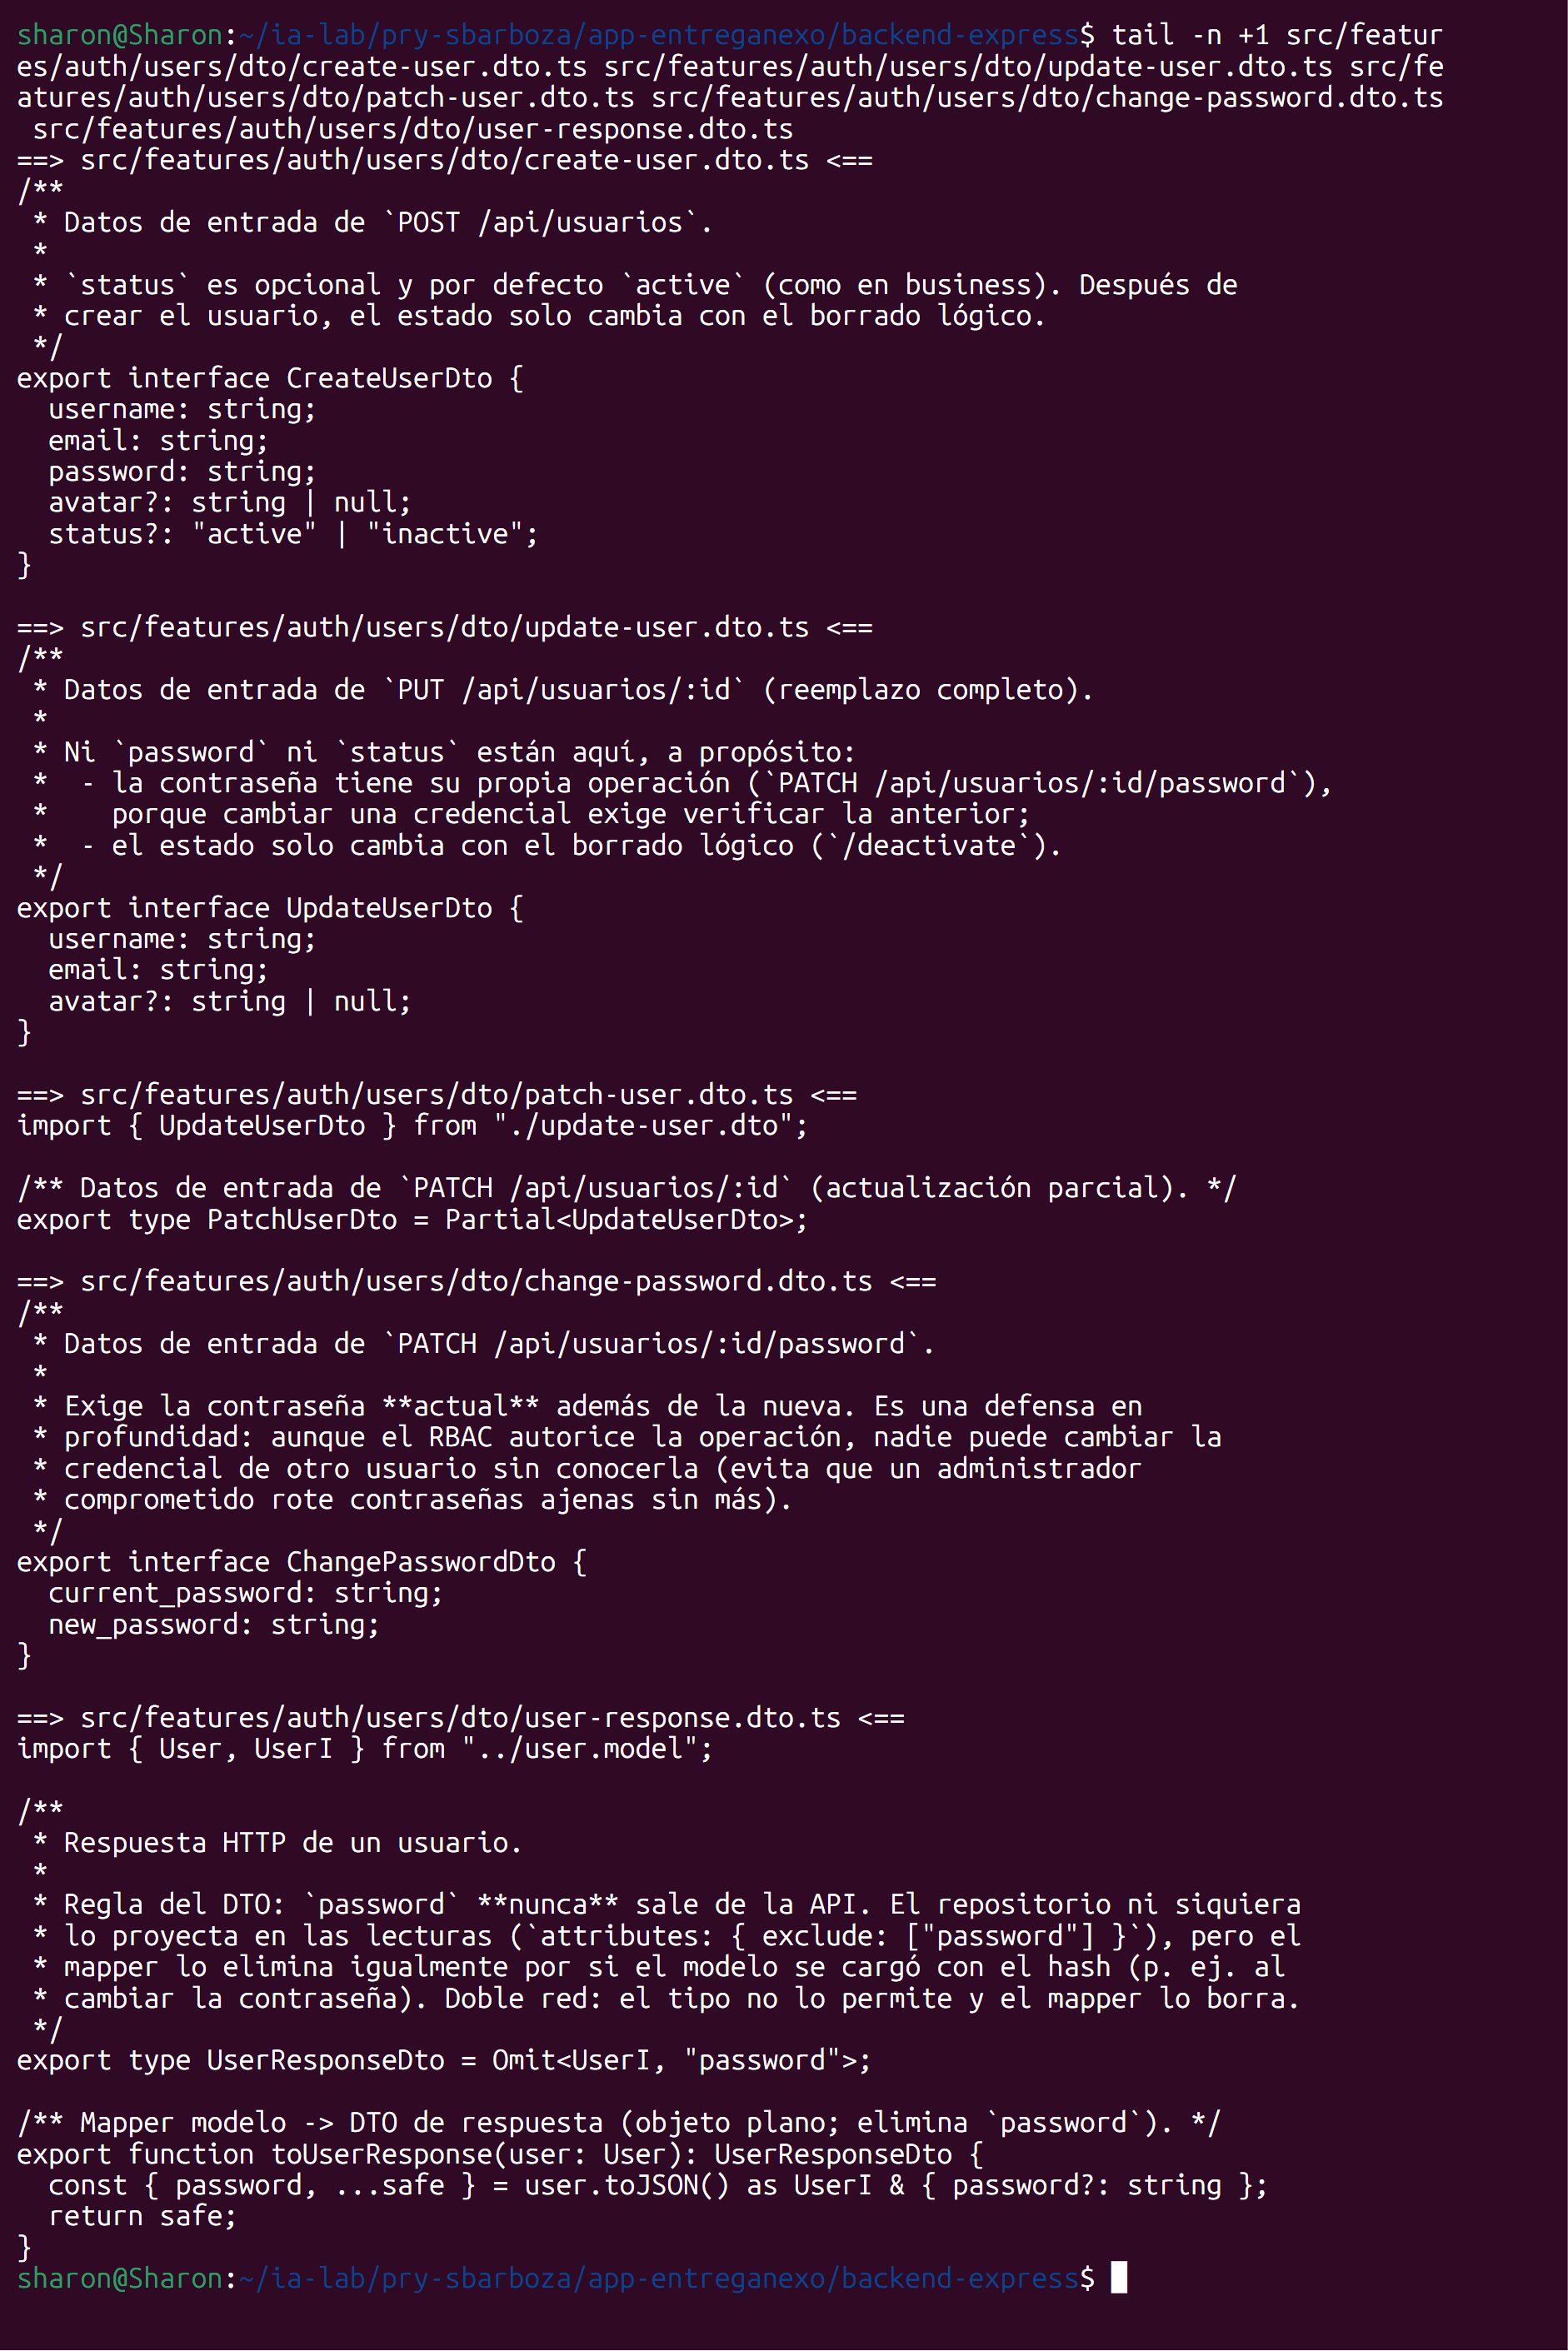 sharon@Sharon:~/ia-lab/pry-sbarboza/app-entreganexo/backend-express$ tail -n +1 src/featur
es/auth/users/dto/create-user.dto.ts src/features/auth/users/dto/update-user.dto.ts src/fe
atures/auth/users/dto/patch-user.dto.ts src/features/auth/users/dto/change-password.dto.ts
 src/features/auth/users/dto/user-response.dto.ts
==> src/features/auth/users/dto/create-user.dto.ts <==
/**
 * Datos de entrada de `POST /api/usuarios`.
 *
 * `status` es opcional y por defecto `active` (como en business). Después de
 * crear el usuario, el estado solo cambia con el borrado lógico.
 */
export interface CreateUserDto {
  username: string;
  email: string;
  password: string;
  avatar?: string | null;
  status?: "active" | "inactive";
}

==> src/features/auth/users/dto/update-user.dto.ts <==
/**
 * Datos de entrada de `PUT /api/usuarios/:id` (reemplazo completo).
 *
 * Ni `password` ni `status` están aquí, a propósito:
 *  - la contraseña tiene su propia operación (`PATCH /api/usuarios/:id/password`),
 *    porque cambiar una credencial exige verificar la anterior;
 *  - el estado solo cambia con el borrado lógico (`/deactivate`).
 */
export interface UpdateUserDto {
  username: string;
  email: string;
  avatar?: string | null;
}

==> src/features/auth/users/dto/patch-user.dto.ts <==
import { UpdateUserDto } from "./update-user.dto";

/** Datos de entrada de `PATCH /api/usuarios/:id` (actualización parcial). */
export type PatchUserDto = Partial<UpdateUserDto>;

==> src/features/auth/users/dto/change-password.dto.ts <==
/**
 * Datos de entrada de `PATCH /api/usuarios/:id/password`.
 *
 * Exige la contraseña **actual** además de la nueva. Es una defensa en
 * profundidad: aunque el RBAC autorice la operación, nadie puede cambiar la
 * credencial de otro usuario sin conocerla (evita que un administrador
 * comprometido rote contraseñas ajenas sin más).
 */
export interface ChangePasswordDto {
  current_password: string;
  new_password: string;
}

==> src/features/auth/users/dto/user-response.dto.ts <==
import { User, UserI } from "../user.model";

/**
 * Respuesta HTTP de un usuario.
 *
 * Regla del DTO: `password` **nunca** sale de la API. El repositorio ni siquiera
 * lo proyecta en las lecturas (`attributes: { exclude: ["password"] }`), pero el
 * mapper lo elimina igualmente por si el modelo se cargó con el hash (p. ej. al
 * cambiar la contraseña). Doble red: el tipo no lo permite y el mapper lo borra.
 */
export type UserResponseDto = Omit<UserI, "password">;

/** Mapper modelo -> DTO de respuesta (objeto plano; elimina `password`). */
export function toUserResponse(user: User): UserResponseDto {
  const { password, ...safe } = user.toJSON() as UserI & { password?: string };
  return safe;
}
sharon@Sharon:~/ia-lab/pry-sbarboza/app-entreganexo/backend-express$